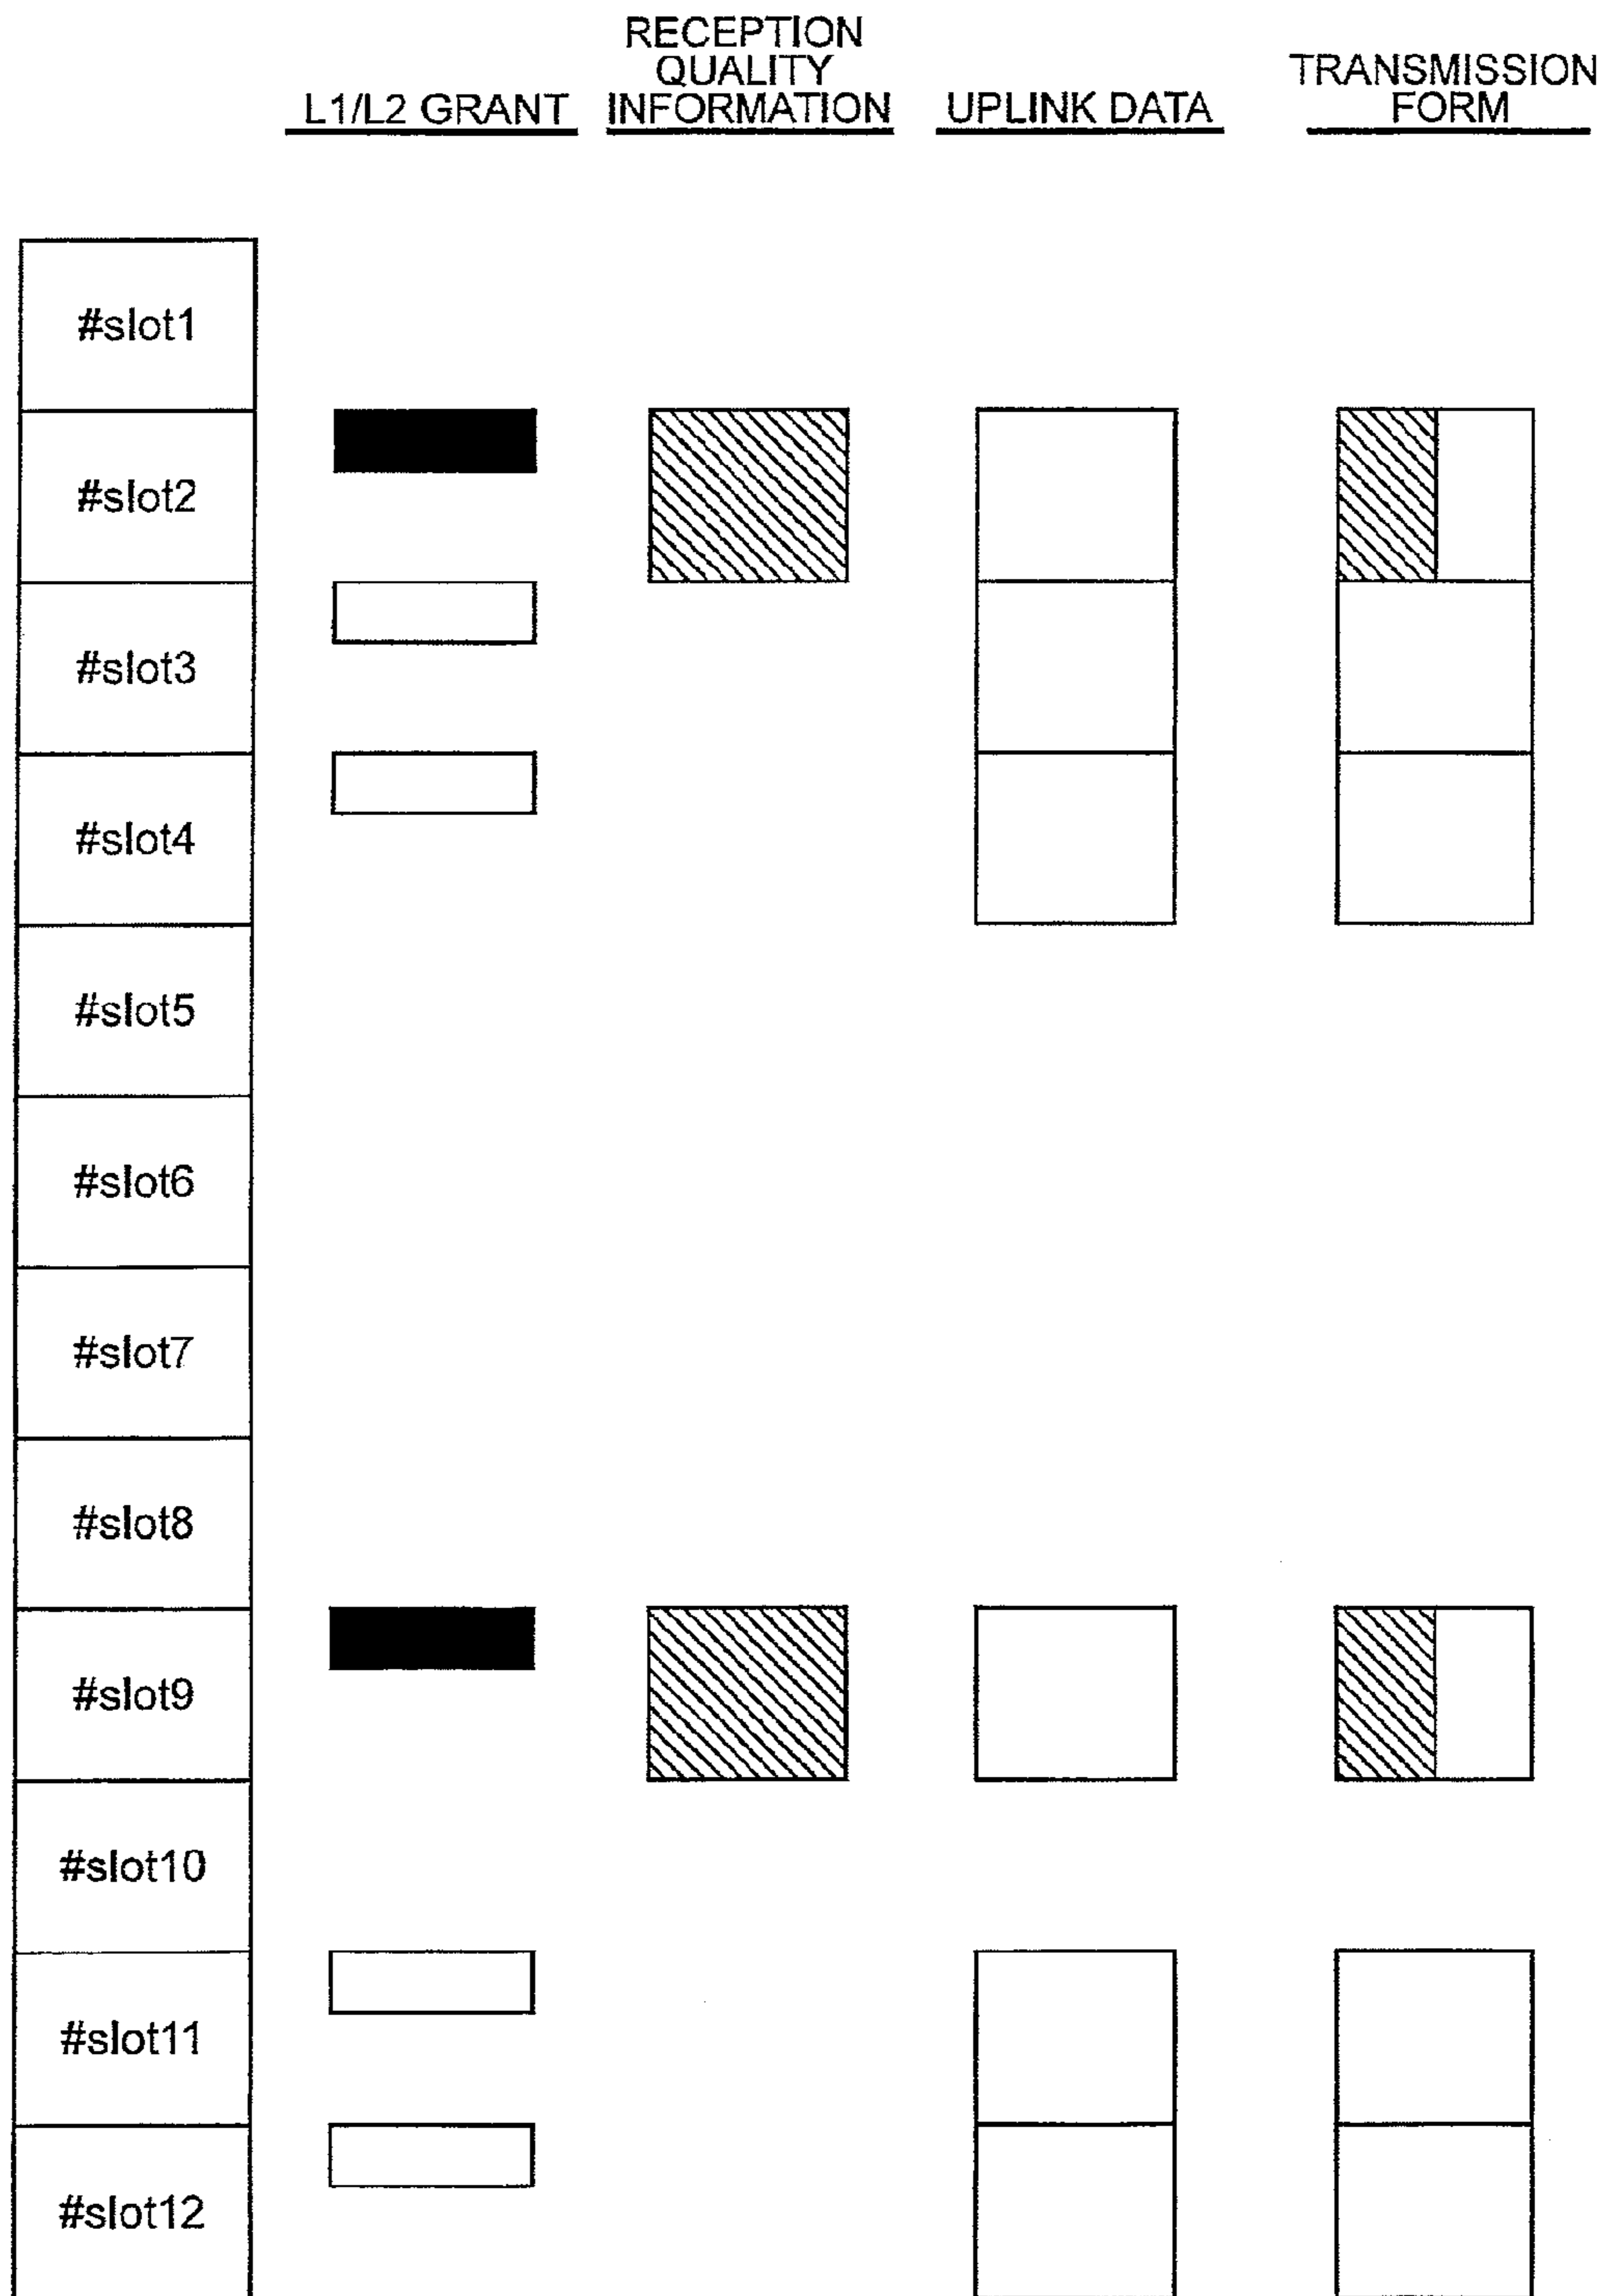 RECEPTION
QUALITY
INFORMATION
L1/L2 GRANT
UPLINK DATA
TRANSMISSION
FORM
#slot1
#slot2
#slot3
#slot4
#slot5
#slot6
#slot7
#slot8
#slot9
#slot10
#slot11
#slot12